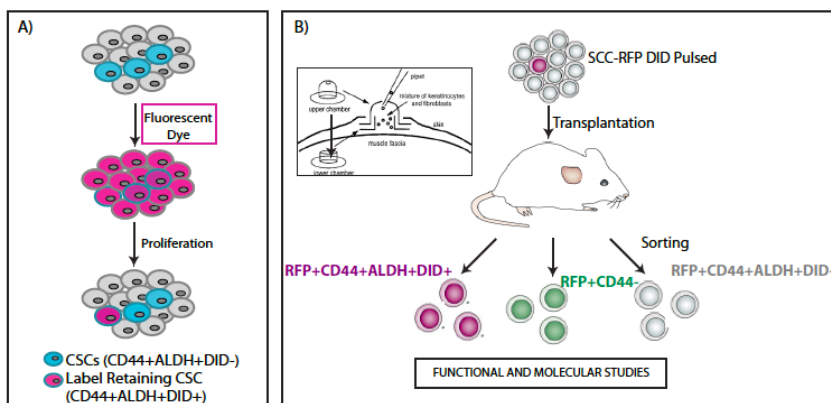 A)
Fluorescent
Dye
Proliferation
CSCs (CD44+ALDH+DID-)
Label Retaining CSC
(CD44+ALDH+DID+)
B)
pipet
mixture of keratinocytes
and fibroblasts
upper chamber
skin
muscle fascia
lower chamber
SCC-RFP DID Pulsed
Transplantation
Sorting
RFP+CD44+ALDH+DID+
RFP+CD44-
RFP+CD44+ALDH+DID-
FUNCTIONAL AND MOLECULAR STUDIES